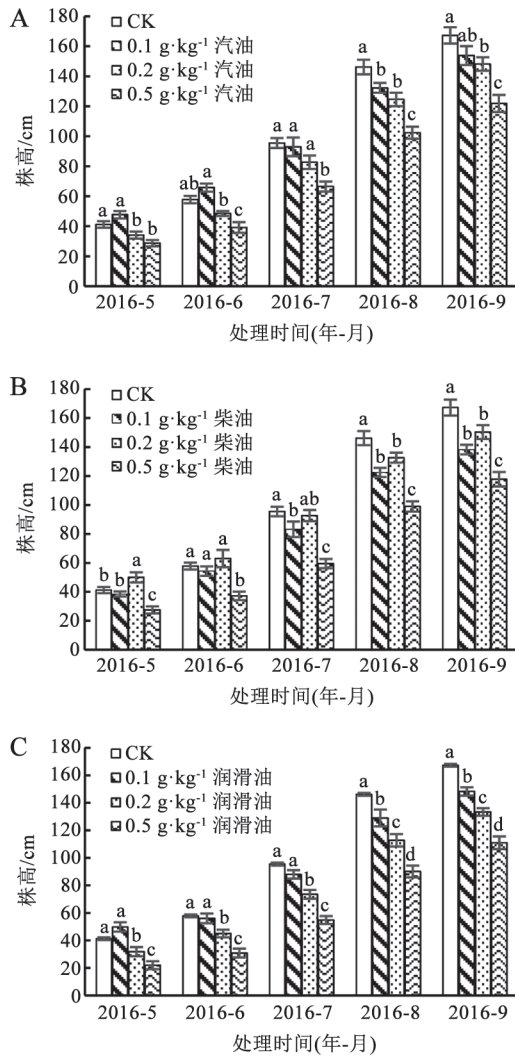 A
180
160
140
120
100
80
60
40
20
0
株高/cm
CK
0.1 g·kg⁻¹ 汽油
0.2 g·kg⁻¹ 汽油
0.5 g·kg⁻¹ 汽油
a a b b
ab a b c
a a a b
a b b c
a ab b c
2016-5 2016-6 2016-7 2016-8 2016-9
处理时间(年-月)
B
180
160
140
120
100
80
60
40
20
0
株高/cm
CK
0.1 g·kg⁻¹ 柴油
0.2 g·kg⁻¹ 柴油
0.5 g·kg⁻¹ 柴油
b b a c
a a a b
a b ab c
a b b c
a b b c
2016-5 2016-6 2016-7 2016-8 2016-9
处理时间(年-月)
C
180
160
140
120
100
80
60
40
20
0
株高/cm
CK
0.1 g·kg⁻¹ 润滑油
0.2 g·kg⁻¹ 润滑油
0.5 g·kg⁻¹ 润滑油
a a b c
a a b c
a a b c
a b c d
a b c d
2016-5 2016-6 2016-7 2016-8 2016-9
处理时间(年-月)